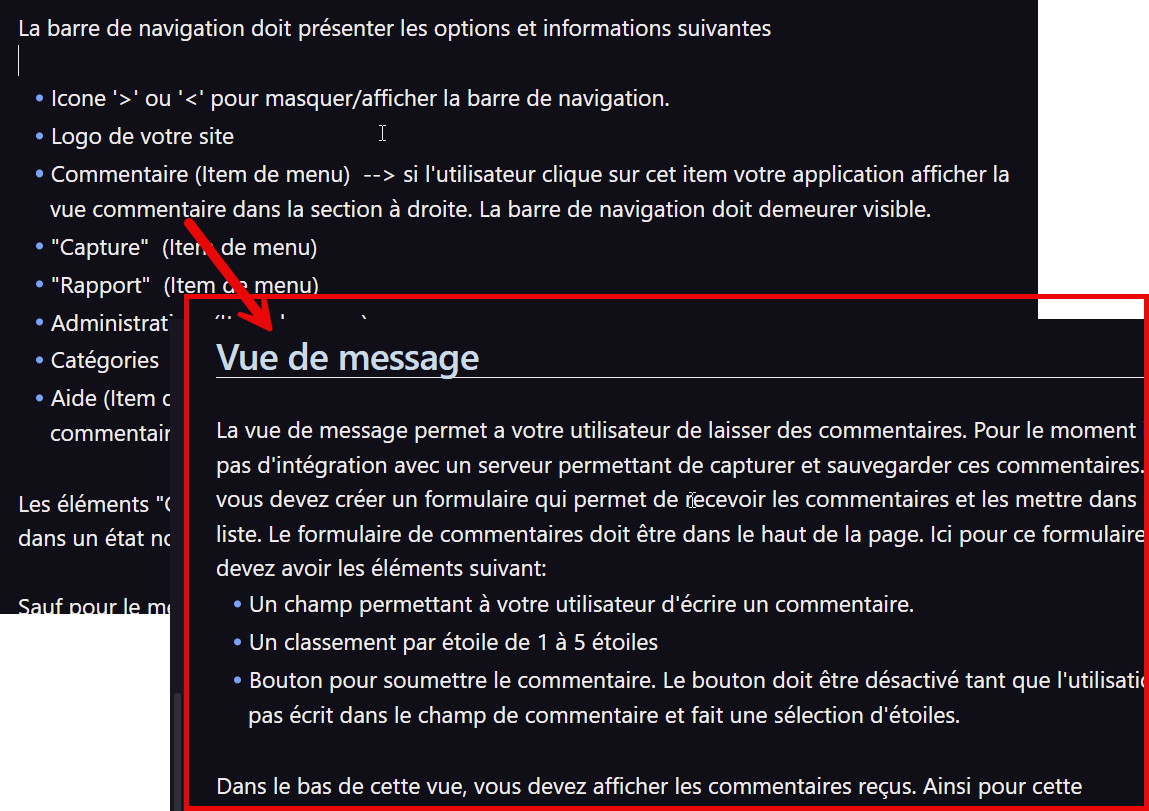 La barre de navigation doit présenter les options et informations suivantes
• Icone '>' ou '<' pour masquer/afficher la barre de navigation.
• Logo de votre site
• Commentaire (Item de menu)  --> si l'utilisateur clique sur cet item votre application afficher la
vue commentaire dans la section à droite. La barre de navigation doit demeurer visible.
• "Capture"  (Item de menu)
• "Rapport"  (Item de menu)
• Administrati
• Catégories
• Aide (Item d
commentair
Les éléments "C
dans un état no
Sauf pour le me
Vue de message
La vue de message permet a votre utilisateur de laisser des commentaires. Pour le moment
pas d'intégration avec un serveur permettant de capturer et sauvegarder ces commentaires.
vous devez créer un formulaire qui permet de recevoir les commentaires et les mettre dans
liste. Le formulaire de commentaires doit être dans le haut de la page. Ici pour ce formulaire
devez avoir les éléments suivant:
• Un champ permettant à votre utilisateur d'écrire un commentaire.
• Un classement par étoile de 1 à 5 étoiles
• Bouton pour soumettre le commentaire. Le bouton doit être désactivé tant que l'utilisatio
pas écrit dans le champ de commentaire et fait une sélection d'étoiles.
Dans le bas de cette vue, vous devez afficher les commentaires reçus. Ainsi pour cette